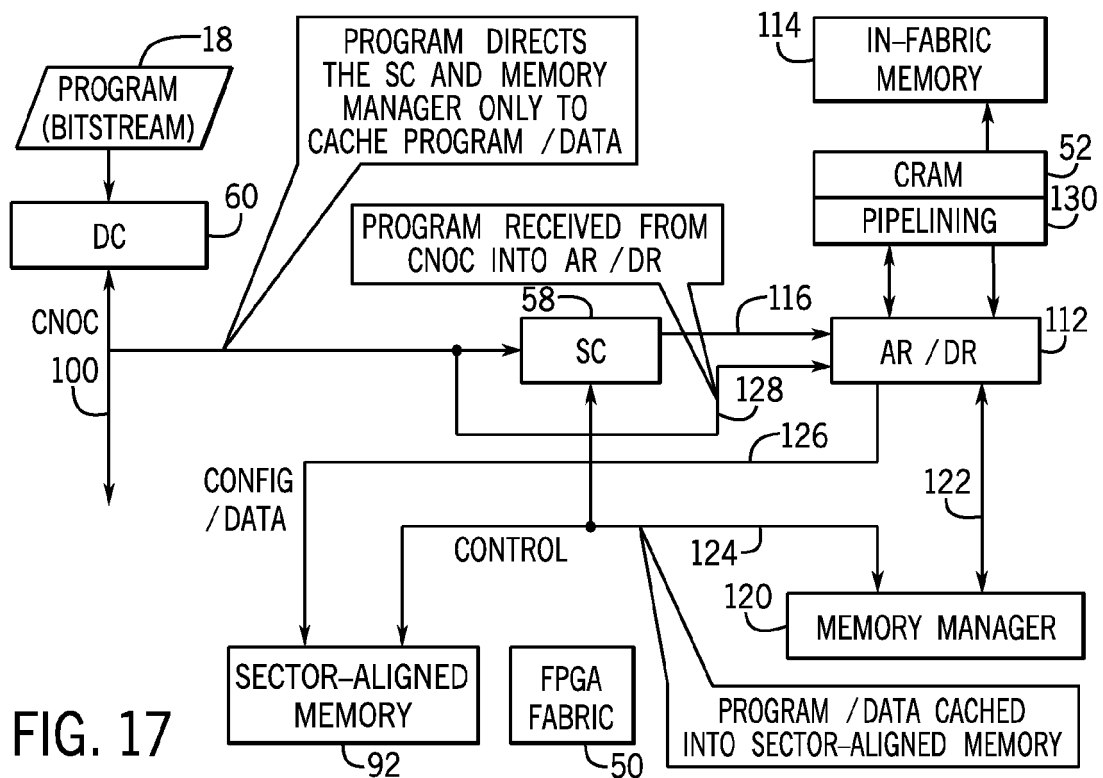 18
PROGRAM
(BITSTREAM)
PROGRAM DIRECTS
THE SC AND MEMORY
MANAGER ONLY TO
CACHE PROGRAM /DATA
114
IN–FABRIC
MEMORY
52
CRAM
130
PIPELINING
60
DC
PROGRAM RECEIVED FROM
CNOC INTO AR /DR
CNOC
100
58
SC
116
112
AR /DR
128
126
CONFIG
/DATA
122
CONTROL
124
120
MEMORY MANAGER
SECTOR–ALIGNED
MEMORY
92
FPGA
FABRIC
50
PROGRAM /DATA CACHED
INTO SECTOR–ALIGNED MEMORY
FIG. 17